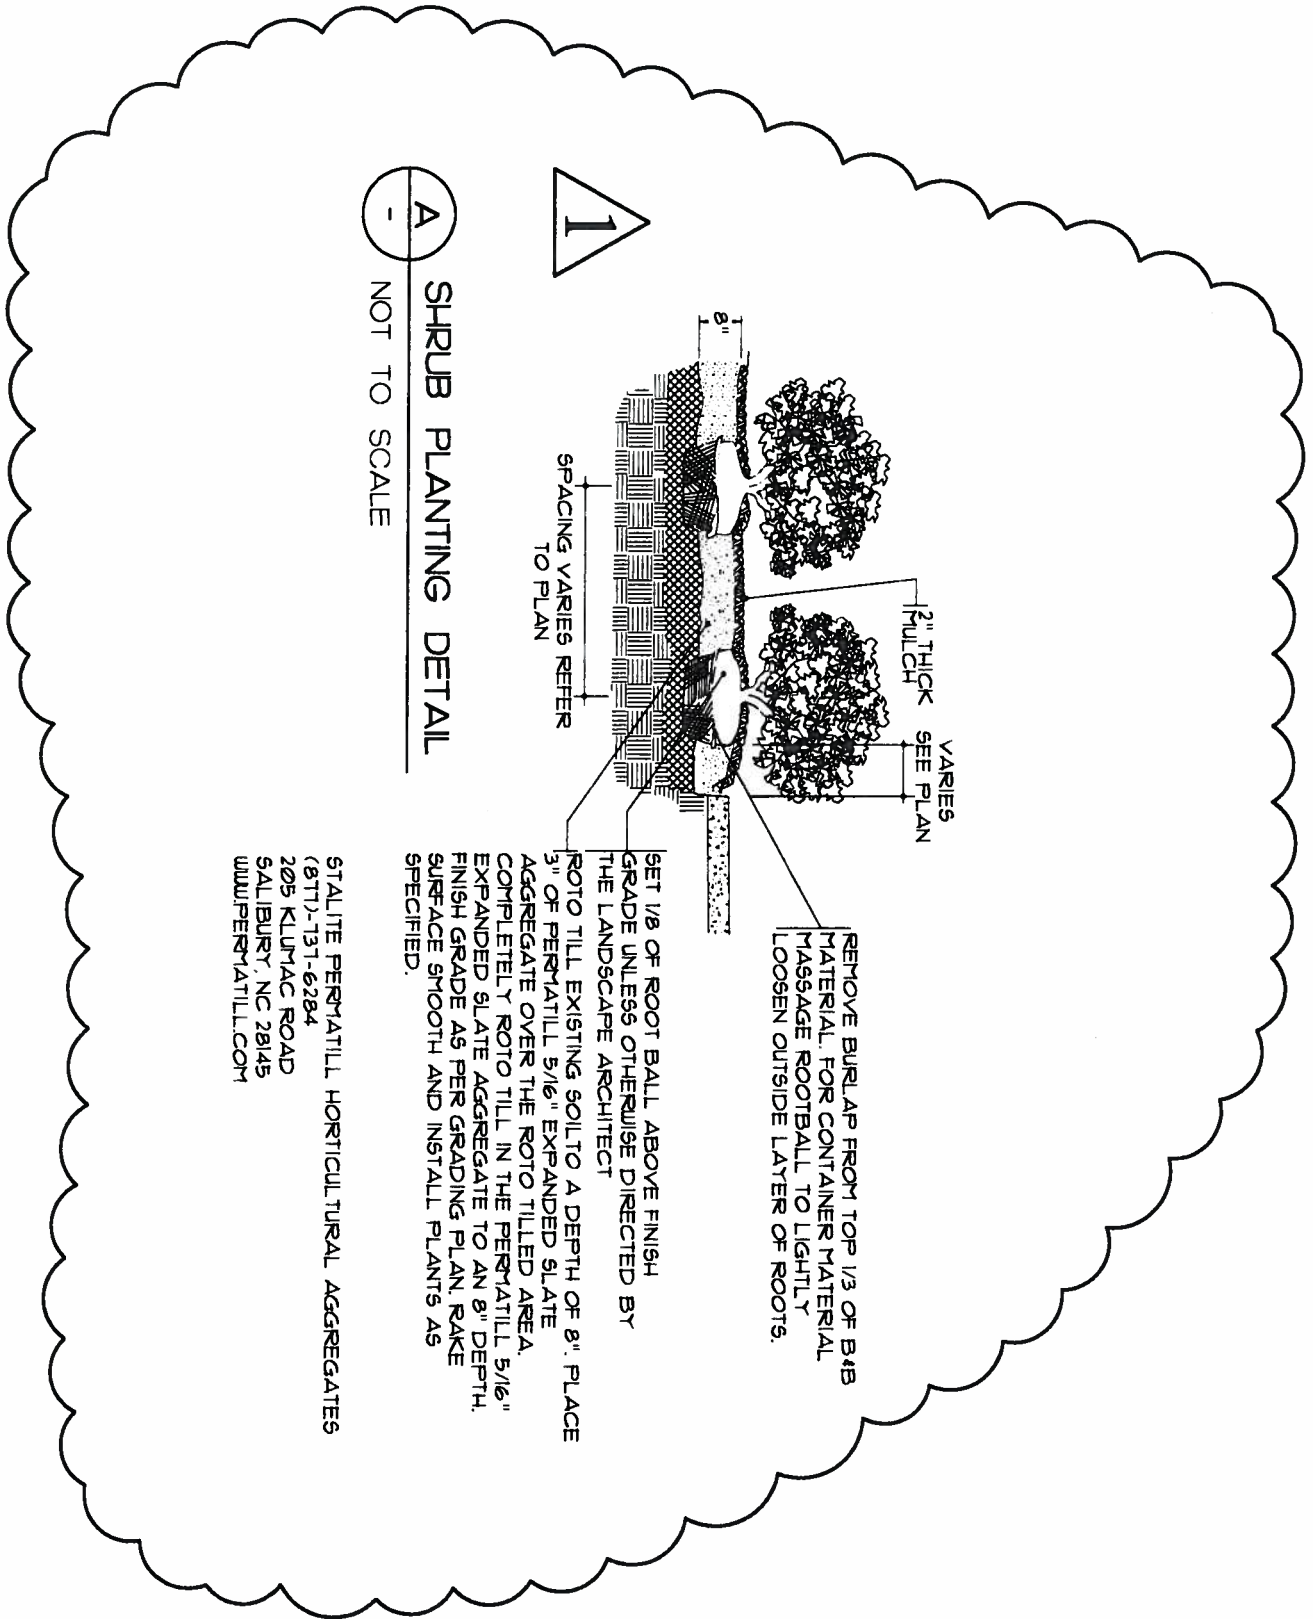 VARIES
SEE PLAN
2" THICK
MULCH
8"
REMOVE BURLAP FROM TOP 1/3 OF B&B
MATERIAL. FOR CONTAINER MATERIAL
MASSAGE ROOTBALL TO LIGHTLY
LOOSEN OUTSIDE LAYER OF ROOTS.
SET 1/8 OF ROOT BALL ABOVE FINISH
GRADE UNLESS OTHERWISE DIRECTED BY
THE LANDSCAPE ARCHITECT
ROTO TILL EXISTING SOIL TO A DEPTH OF 8". PLACE
3" OF PERMATILL 5/16" EXPANDED SLATE
AGGREGATE OVER THE ROTO TILLED AREA.
COMPLETELY ROTO TILL IN THE PERMATILL 5/16"
EXPANDED SLATE AGGREGATE TO AN 8" DEPTH.
FINISH GRADE AS PER GRADING PLAN. RAKE
SURFACE SMOOTH AND INSTALL PLANTS AS
SPECIFIED.
SPACING VARIES REFER
TO PLAN
1
A
-
SHRUB PLANTING DETAIL
NOT TO SCALE
STALITE PERMATILL HORTICULTURAL AGGREGATES
(877)-737-6284
205 KLUMAC ROAD
SALIBURY, NC 28145
WWW.PERMATILL.COM